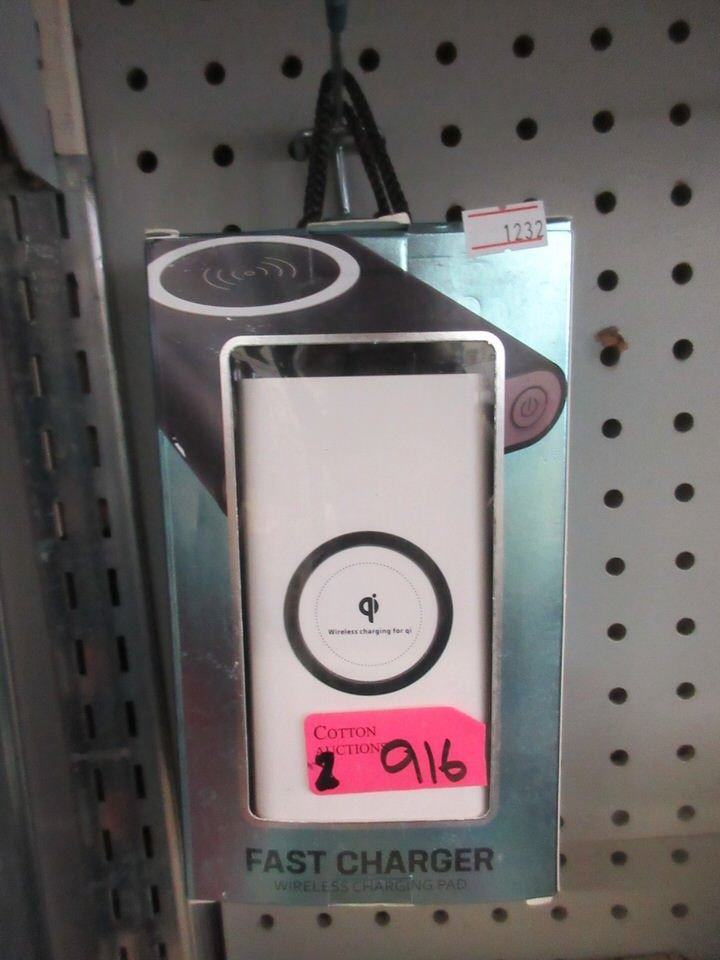 1232
qi
Wireless charging for qi
COTTON
AUCTIONS
2 916
FAST CHARGER
WIRELESS CHARGING PAD